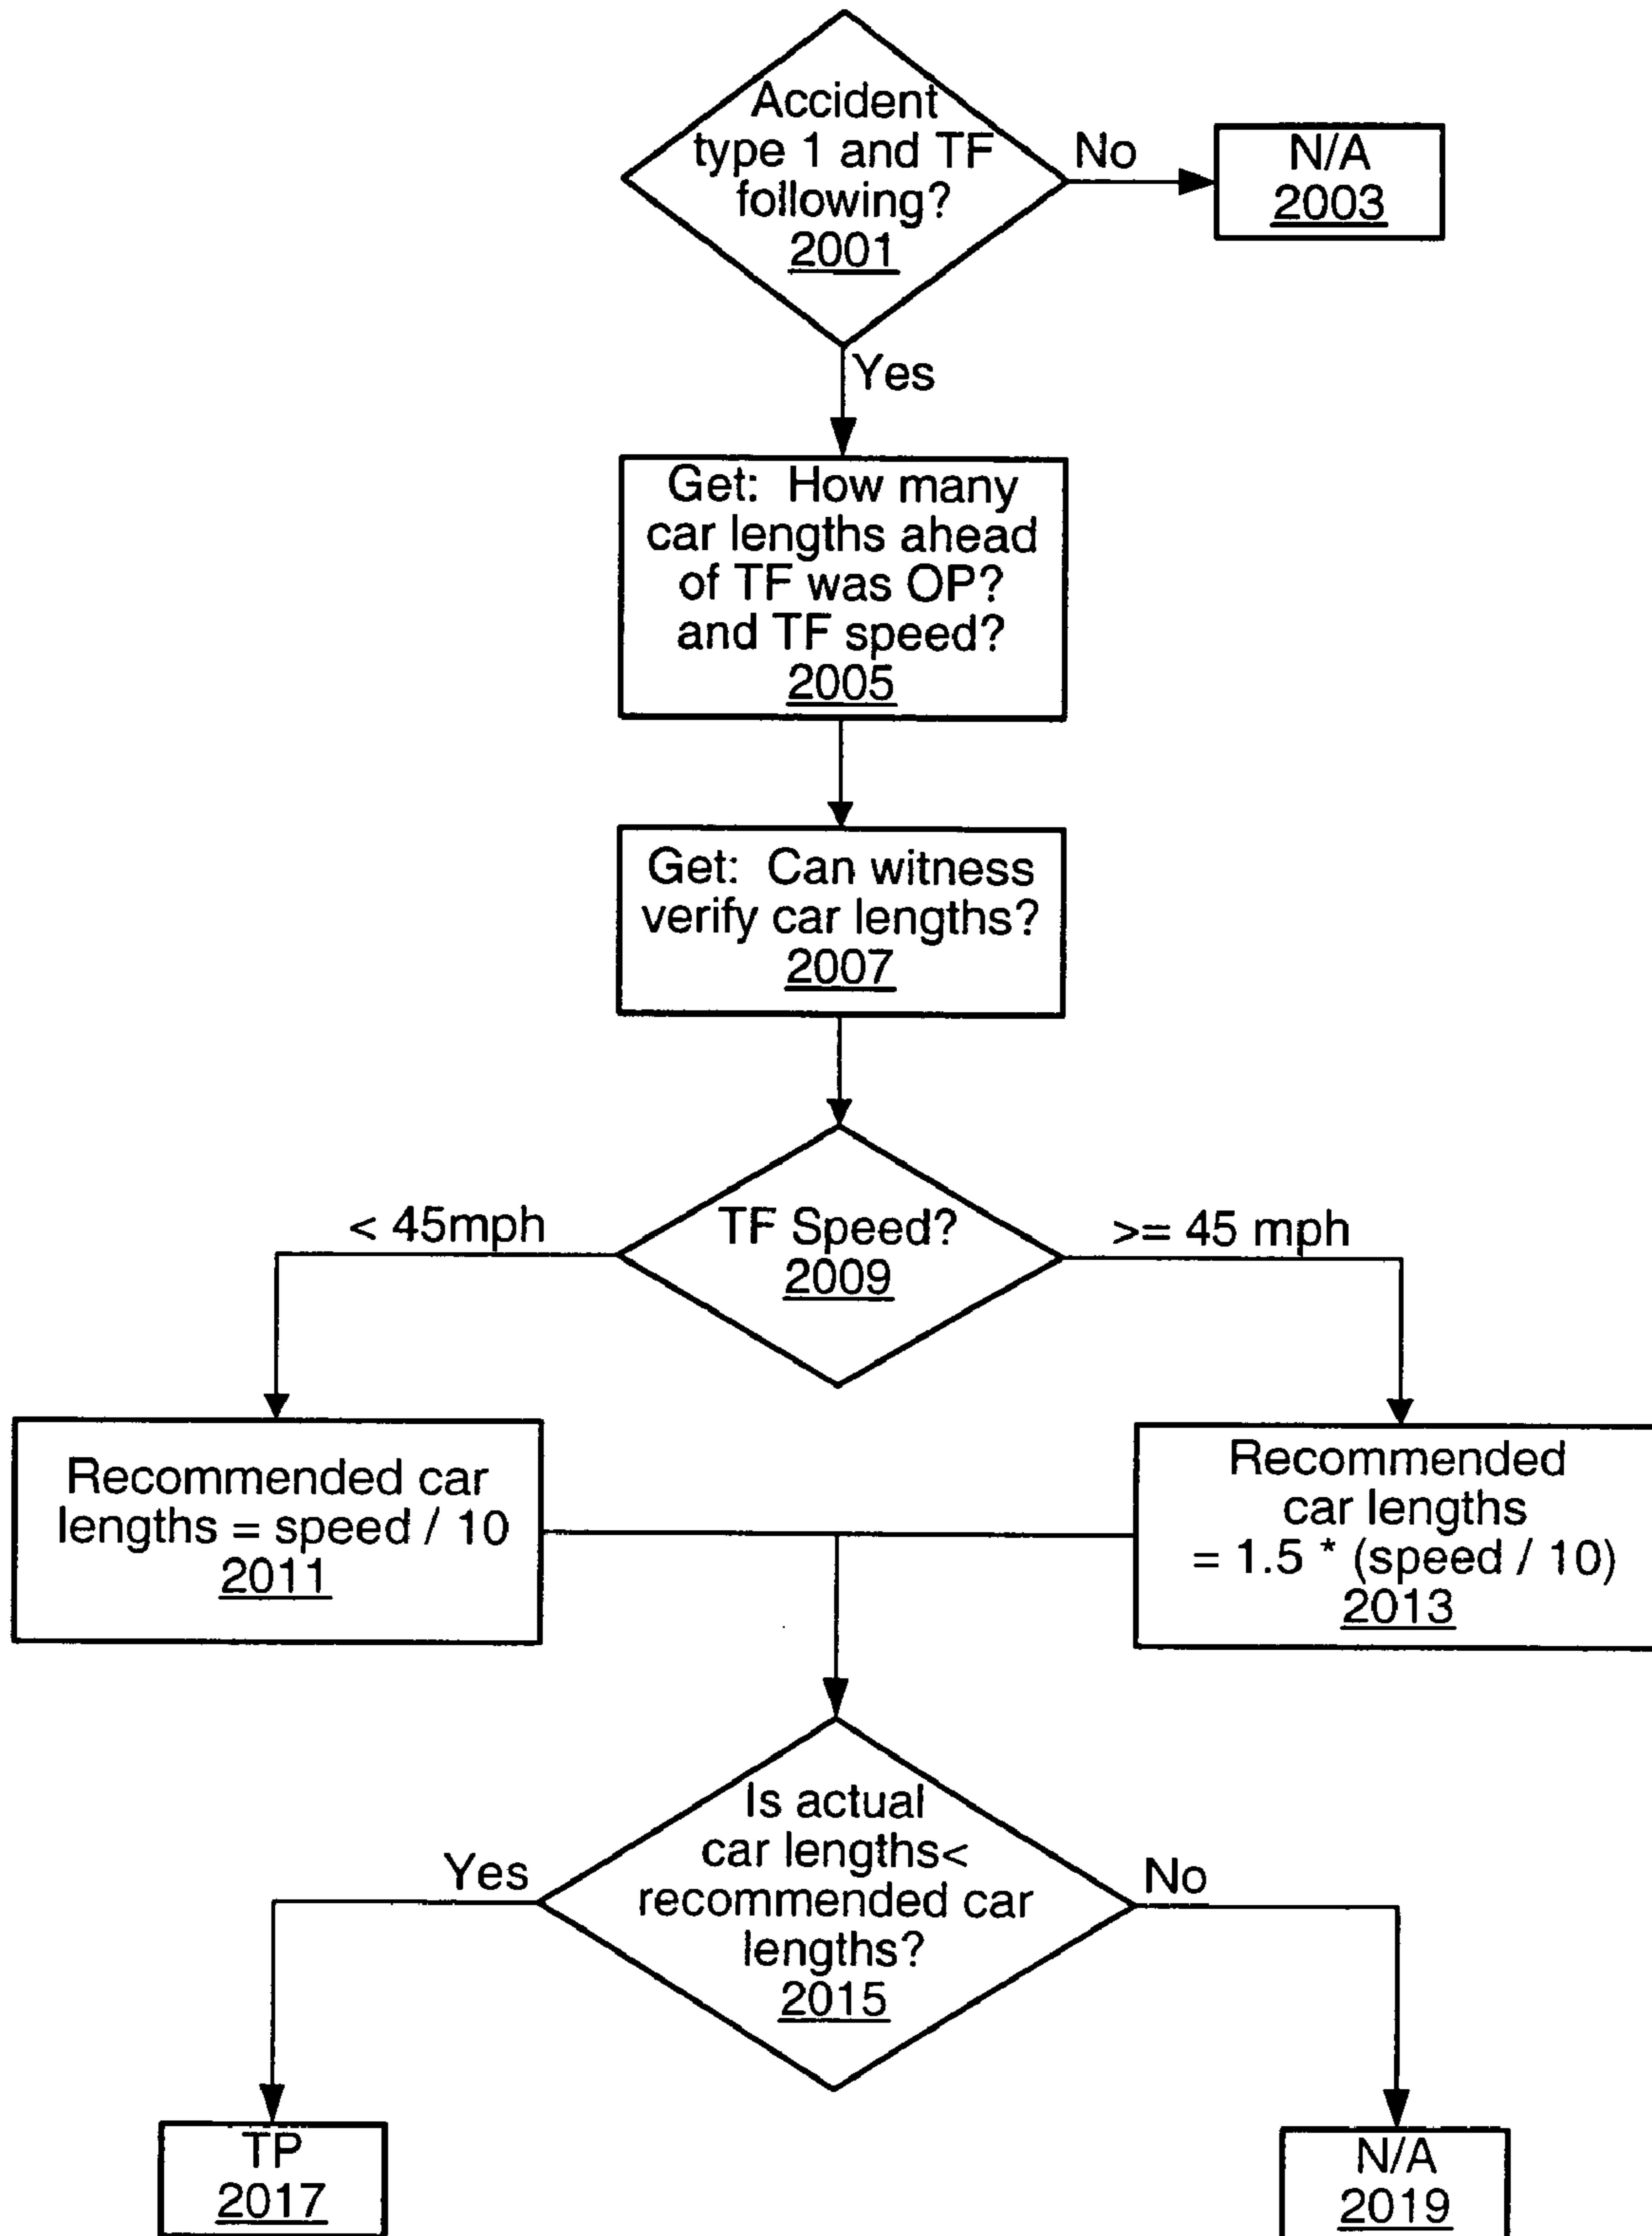 Accident
type 1 and TF
following?
2001
No
N/A
2003
Yes
Get: How many
car lengths ahead
of TF was OP?
and TF speed?
2005
Get: Can witness
verify car lengths?
2007
< 45mph
TF Speed?
2009
>= 45 mph
Recommended car
lengths = speed / 10
2011
Recommended
car lengths
= 1.5 * (speed / 10)
2013
Is actual
car lengths<
recommended car
lengths?
2015
Yes
No
TP
2017
N/A
2019